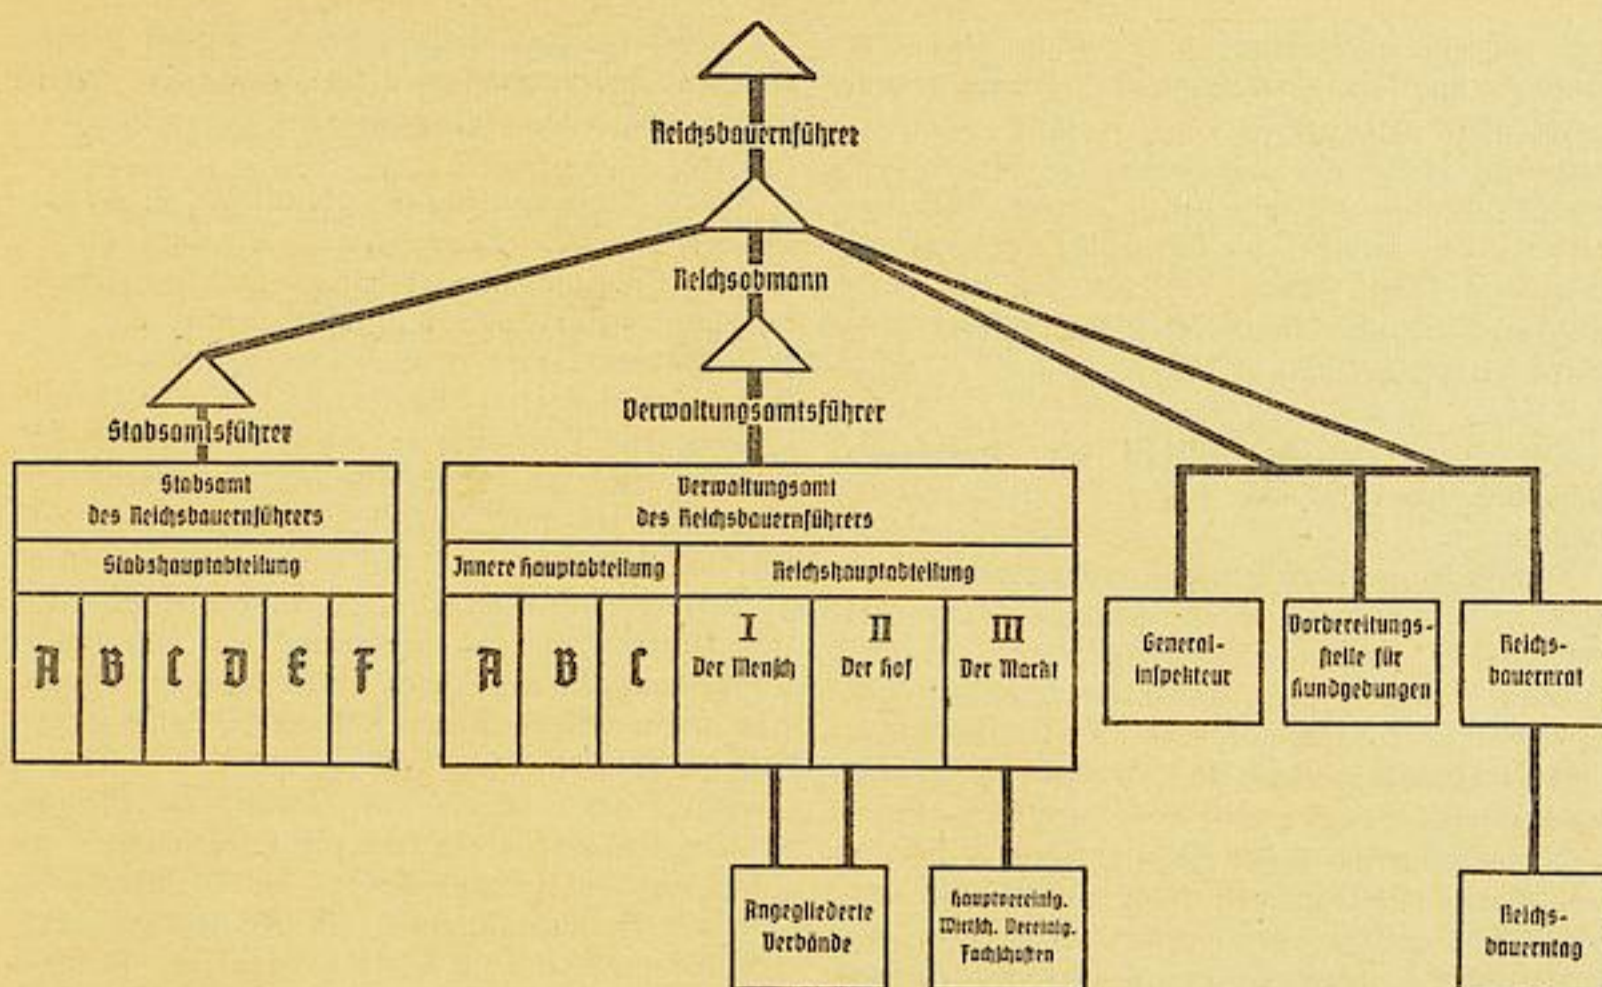 Reichsbauernführer
Reichsobmann
Stabsamtsführer
Verwaltungsamtsführer
Stabsamt
des Reichsbauernführers
Stabshauptabteilung
A B C D E F
Verwaltungsamt
des Reichsbauernführers
Innere Hauptabteilung
Reichshauptabteilung
A B C
I
Der Mensch
II
Der Hof
III
Der Markt
General-
inspekteur
Vorbereitungs-
stelle für
Kundgebungen
Reichs-
bauernrat
Angegliederte
Verbände
Hauptvereinig.
Wirtsch. Vereinig.
Fachschaften
Reichs-
bauerntag